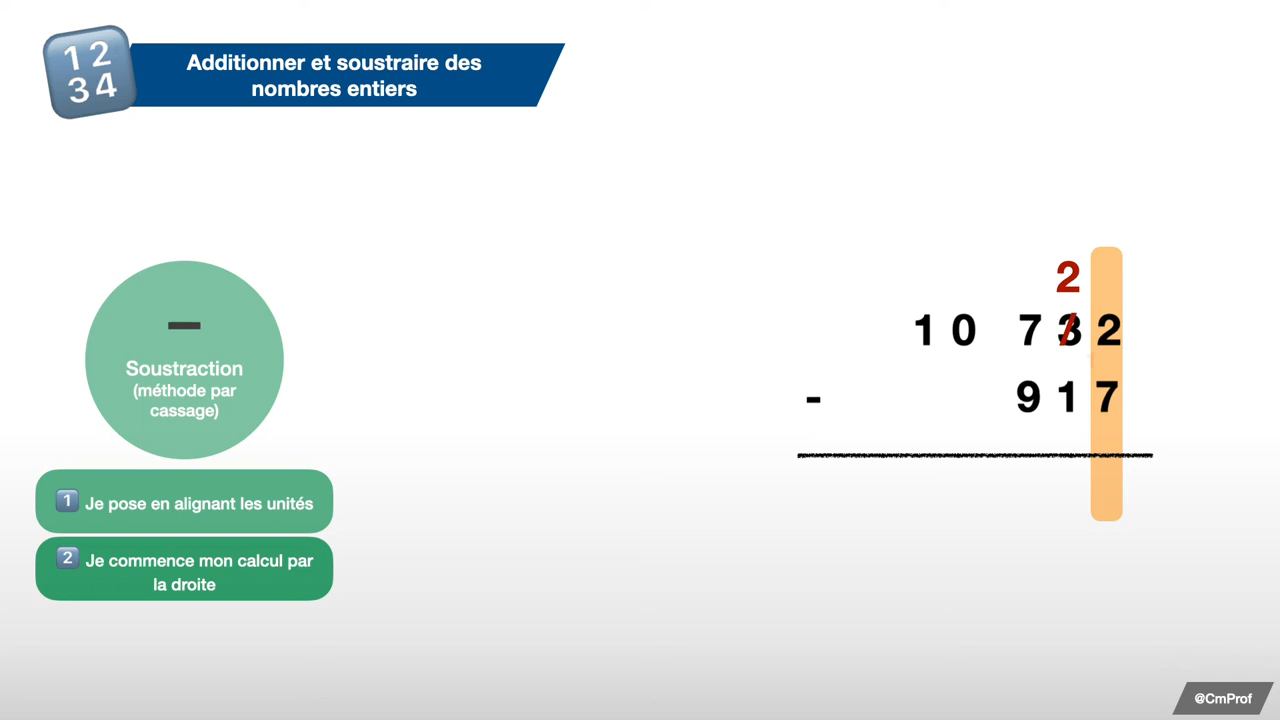 1 2
3 4
Additionner et soustraire des
nombres entiers
–
Soustraction
(méthode par
cassage)
1 Je pose en alignant les unités
2 Je commence mon calcul par
la droite
2
1 0 7 3 2
- 9 1 7
@CmProf